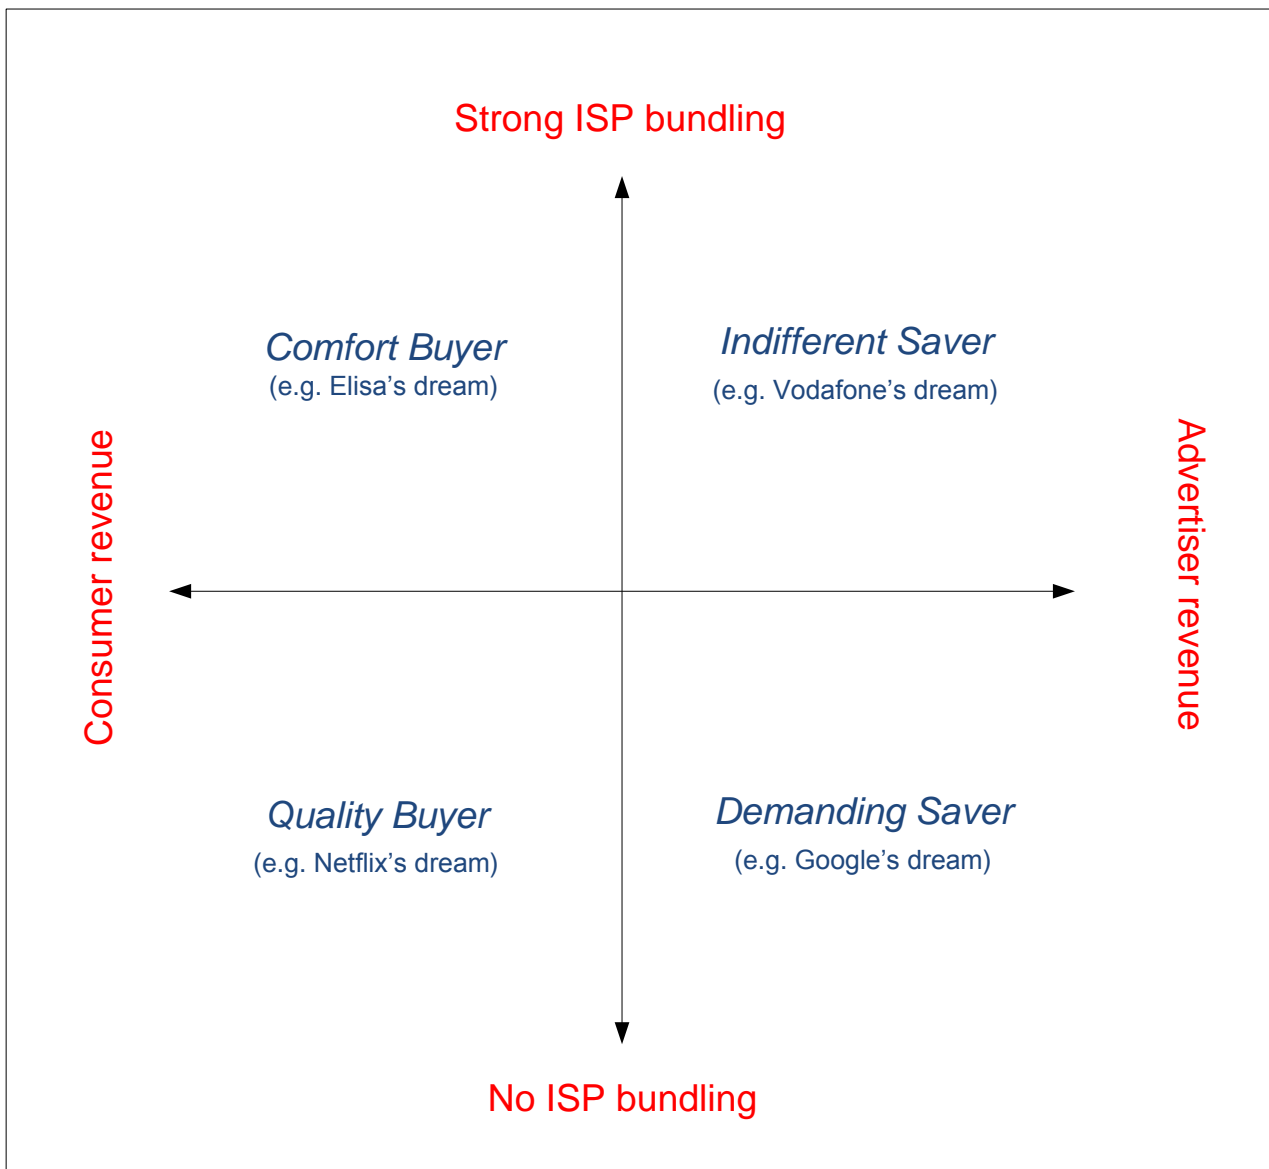 Strong ISP bundling
Comfort Buyer
(e.g. Elisa’s dream)
Indifferent Saver
(e.g. Vodafone’s dream)
Consumer revenue
Advertiser revenue
Quality Buyer
(e.g. Netflix’s dream)
Demanding Saver
(e.g. Google’s dream)
No ISP bundling